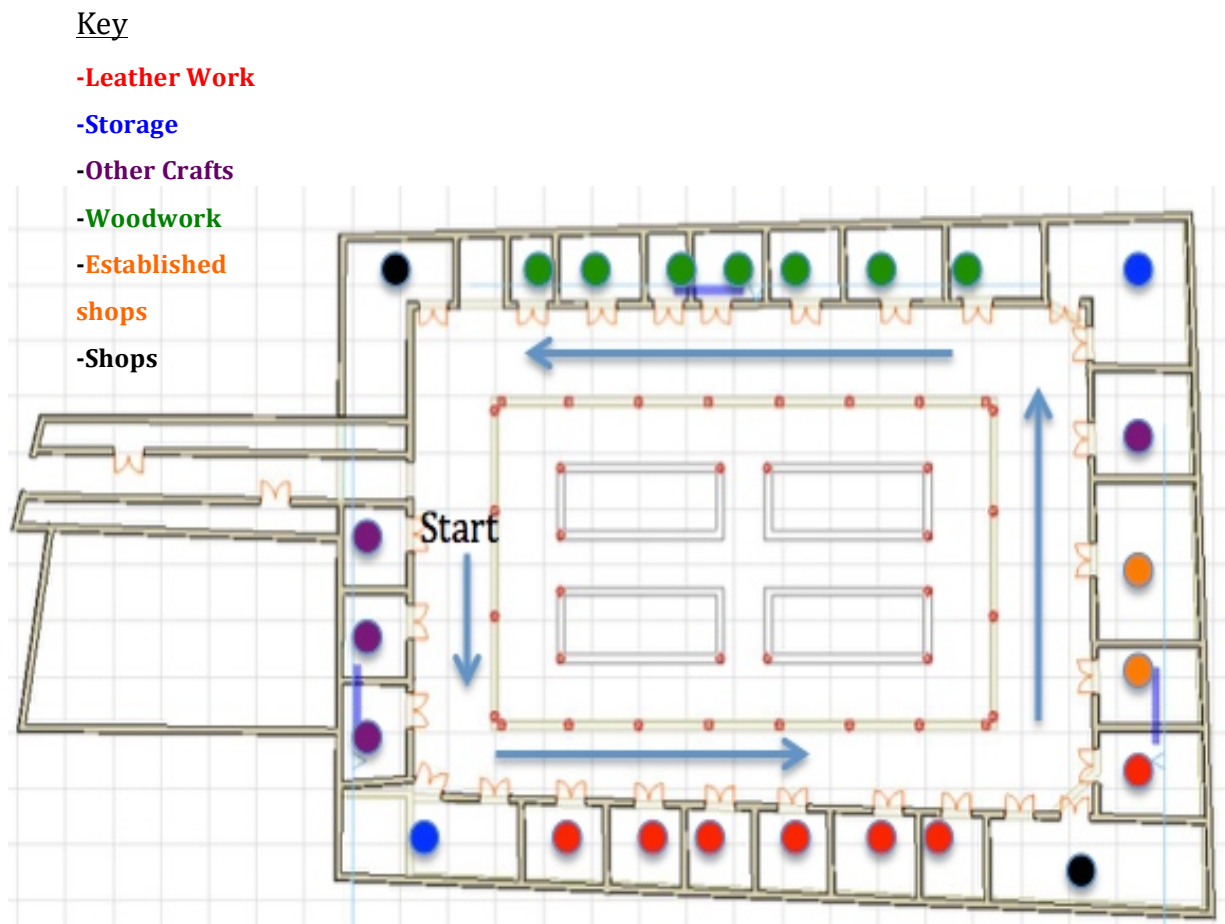 Key
-Leather Work
-Storage
-Other Crafts
-Woodwork
-Established
shops
-Shops
Start